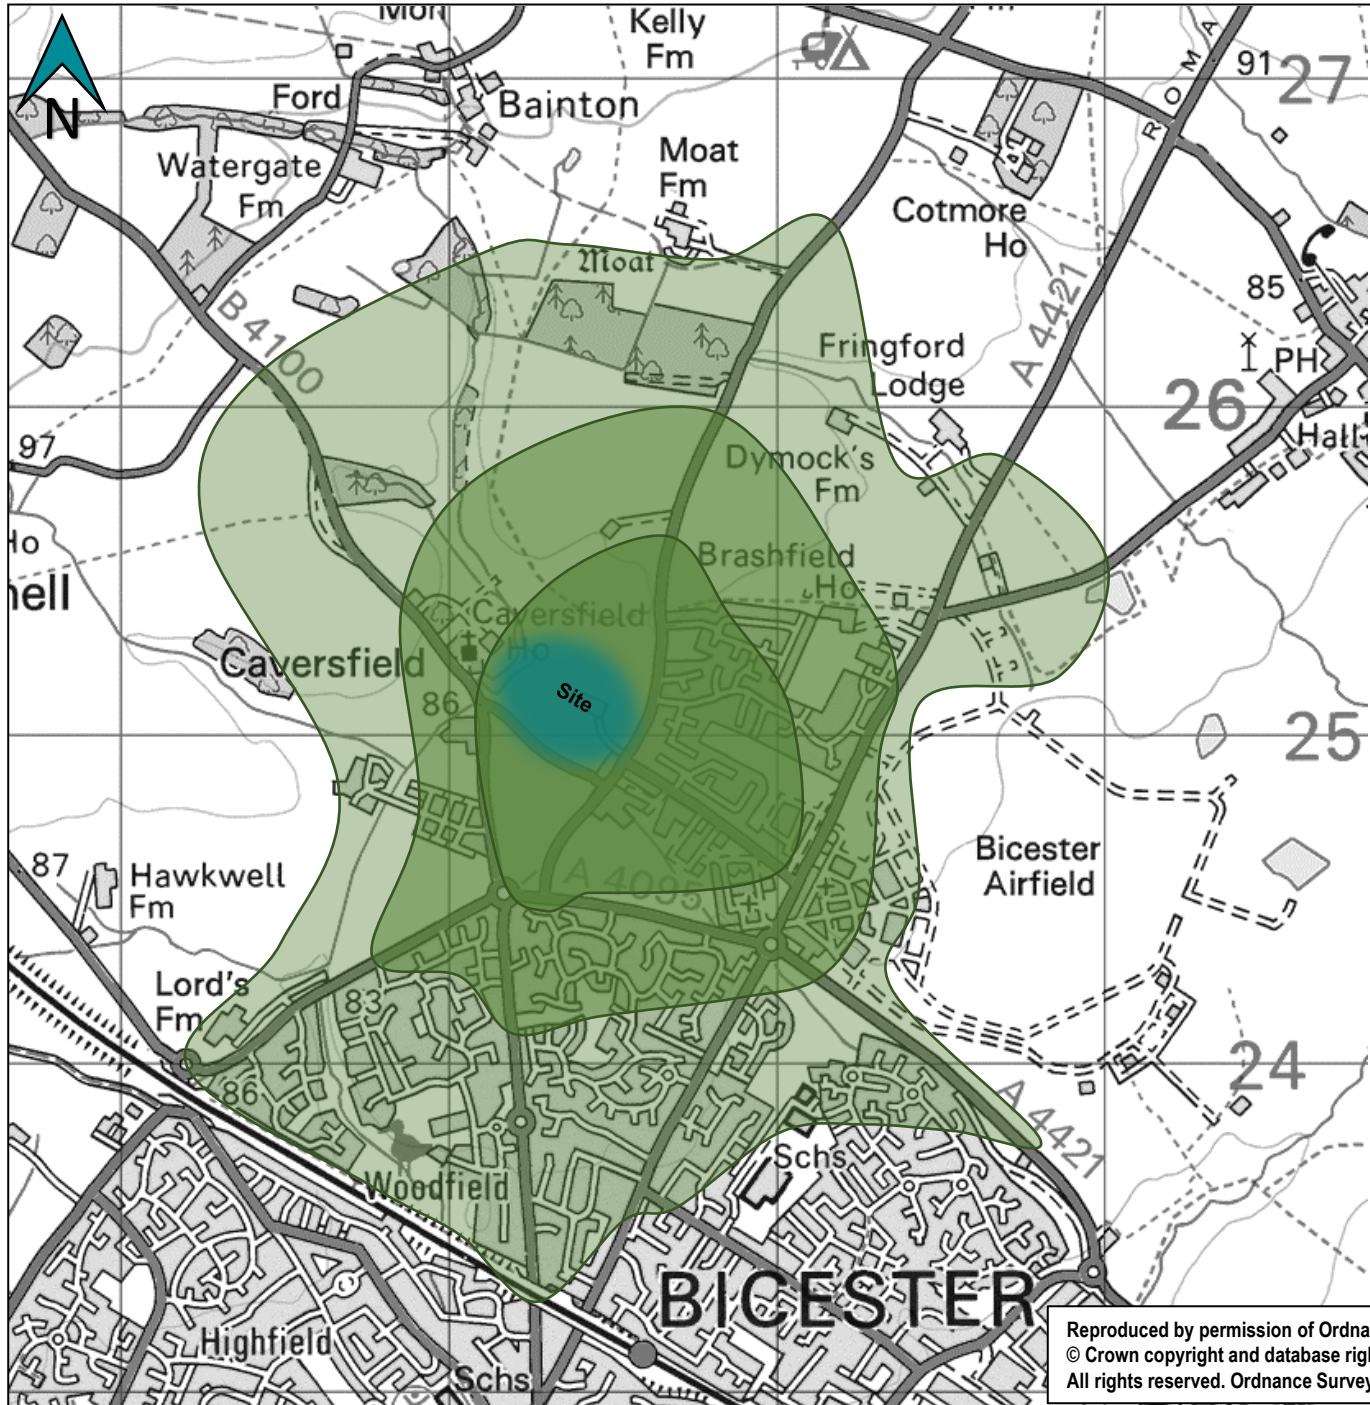 Kelly
Fm
N
Ford
Bainton
91
27
ROMA
Watergate
Fm
Moat
Fm
Cotmore
Ho
Moat
B 4100
A 4421
85
Fringford
Lodge
PH
26
Hall
97
Dymock's
Fm
Ho
Brashfield
Ho
Caversfield
Ho
Caversfield
Site
86
25
87
Hawkwell
Fm
A 4095
Bicester
Airfield
Lord's
Fm
83
24
86
A 4421
Schs
Woodfield
BICESTER
Highfield
Schs
Reproduced by permission of Ordna
© Crown copyright and database righ
All rights reserved. Ordnance Survey